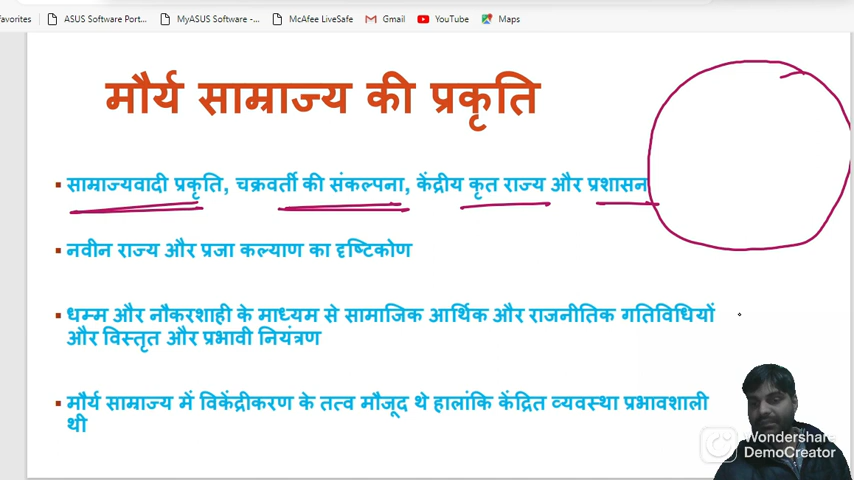 avorites ASUS Software Port... MyASUS Software -... McAfee LiveSafe Gmail YouTube Maps
मौर्य साम्राज्य की प्रकृति
साम्राज्यवादी प्रकृति, चक्रवर्ती की संकल्पना, केंद्रीय कृत राज्य और प्रशासन
नवीन राज्य और प्रजा कल्याण का दृष्टिकोण
धम्म और नौकरशाही के माध्यम से सामाजिक आर्थिक और राजनीतिक गतिविधियों
और विस्तृत और प्रभावी नियंत्रण
मौर्य साम्राज्य में विकेंद्रीकरण के तत्व मौजूद थे हालांकि केंद्रित व्यवस्था प्रभावशाली
थी
Wondershare
DemoCreator